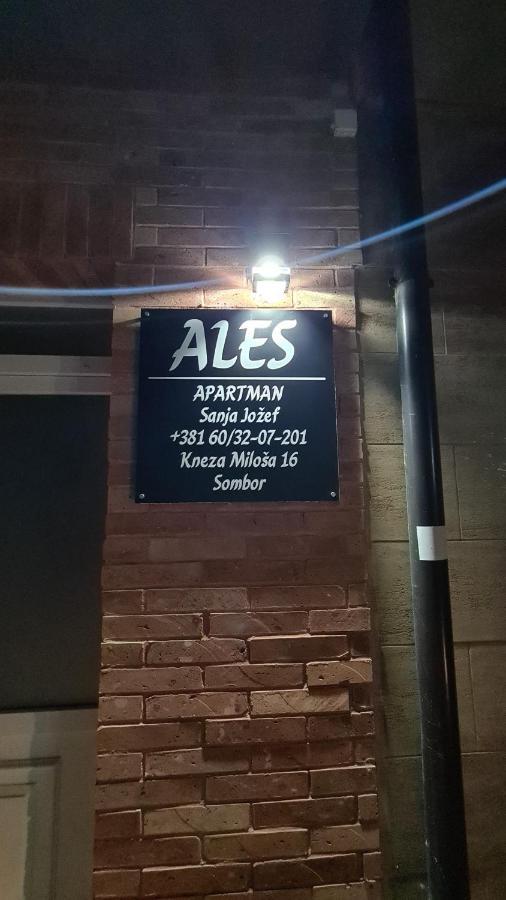 ALES
APARTMAN
Sanja Jožef
+381 60/32-07-201
Kneza Miloša 16
Sombor